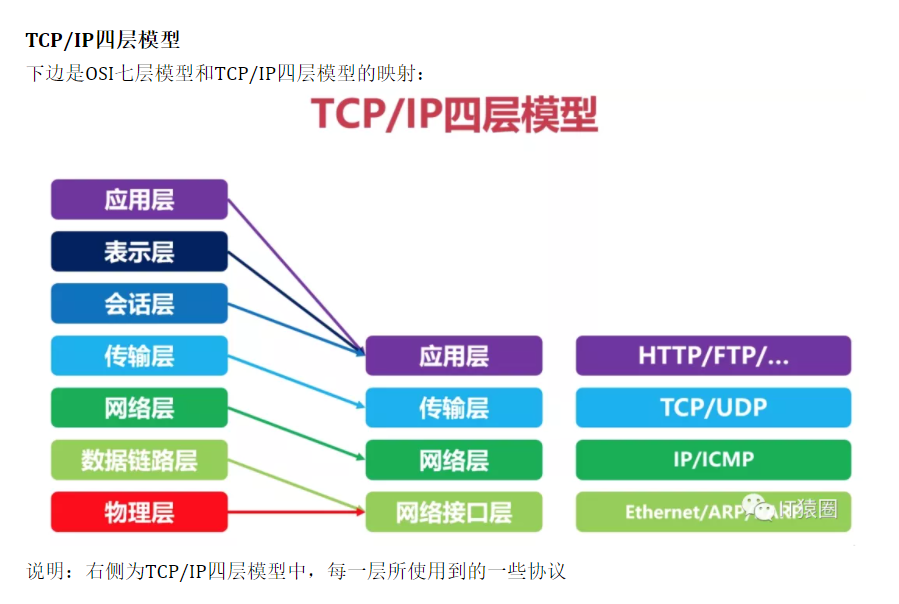 TCP/IP四层模型
下边是OSI七层模型和TCP/IP四层模型的映射：
TCP/IP四层模型
应用层
表示层
会话层
传输层
网络层
数据链路层
物理层
应用层
传输层
网络层
网络接口层
HTTP/FTP/...
TCP/UDP
IP/ICMP
Ethernet/ARP/
IT猿圈
说明：右侧为TCP/IP四层模型中，每一层所使用到的一些协议